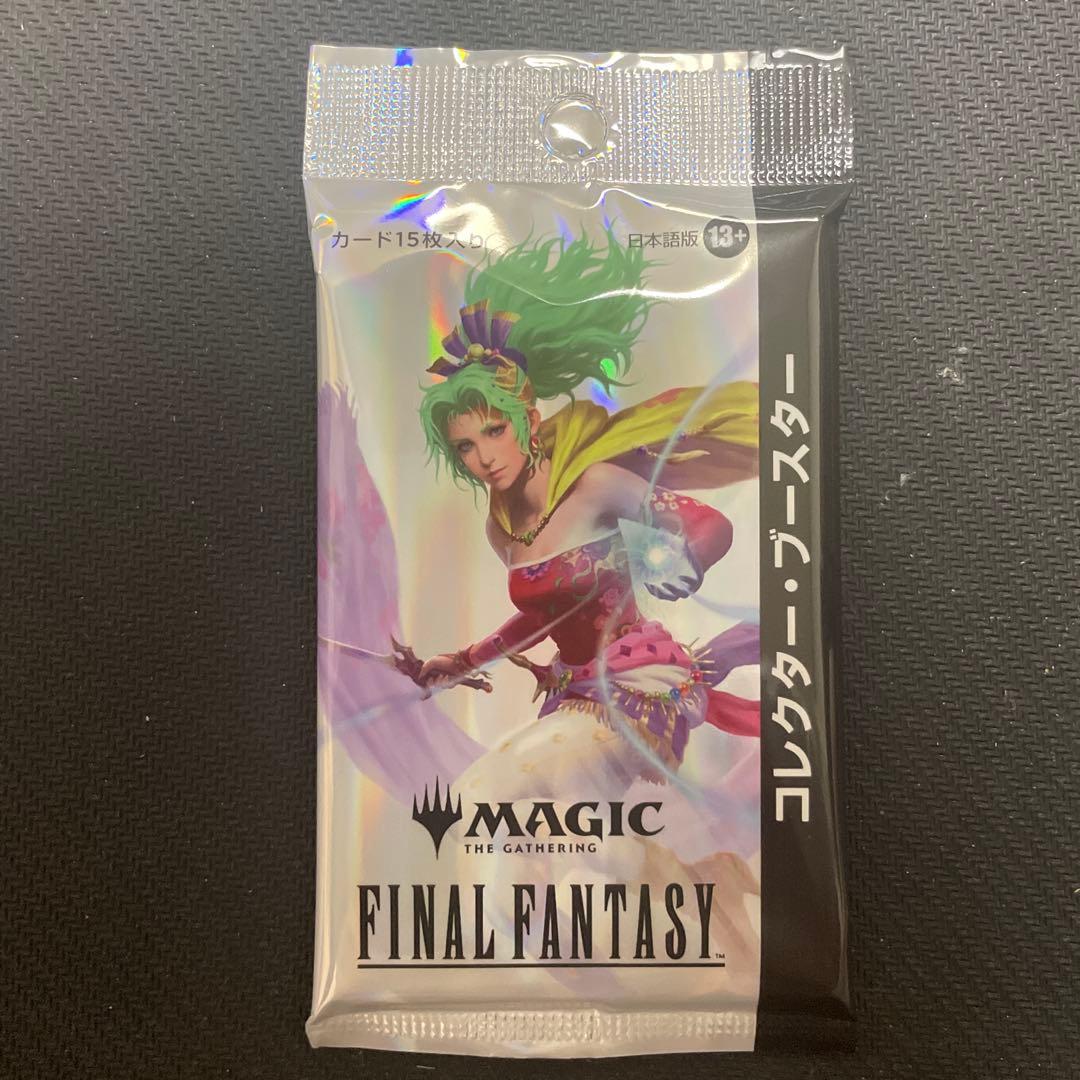 カード15枚入り
日本語版 13+
コレクター・ブースター
MAGIC
THE GATHERING
FINAL FANTASY™